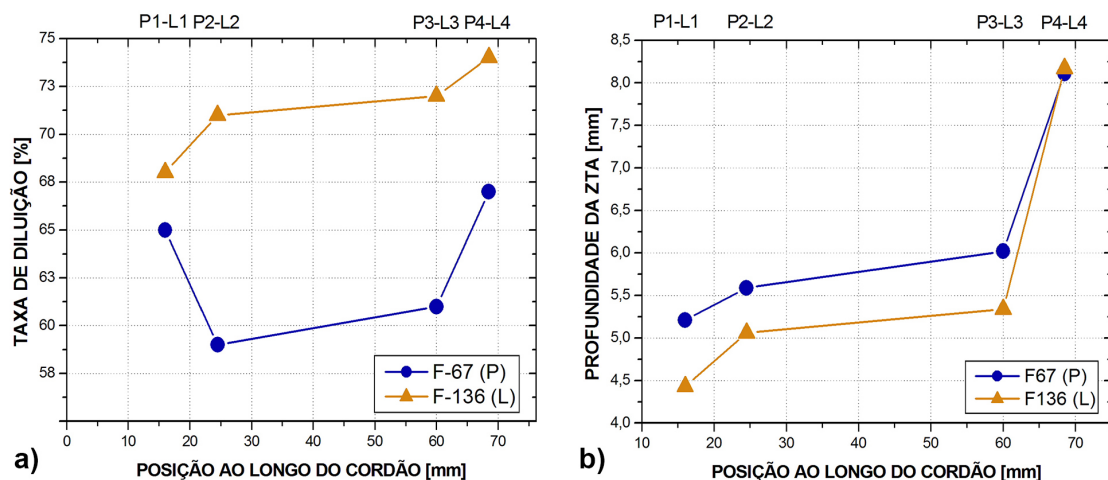 P1-L1 P2-L2 P3-L3 P4-L4
75
73
70
68
65
63
60
58
TAXA DE DILUIÇÃO [%]
F-67 (P)
F-136 (L)
0 10 20 30 40 50 60 70
POSIÇÃO AO LONGO DO CORDÃO [mm]
a)
P1-L1 P2-L2 P3-L3 P4-L4
8,5
8,0
7,5
7,0
6,5
6,0
5,5
5,0
4,5
4,0
PROFUNDIDADE DA ZTA [mm]
F67 (P)
F136 (L)
10 20 30 40 50 60 70
POSIÇÃO AO LONGO DO CORDÃO [mm]
b)